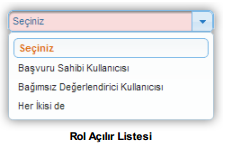 Seçiniz
Seçiniz
Başvuru Sahibi Kullanıcısı
Bağımsız Değerlendirici Kullanıcısı
Her İkisi de
Rol Açılır Listesi